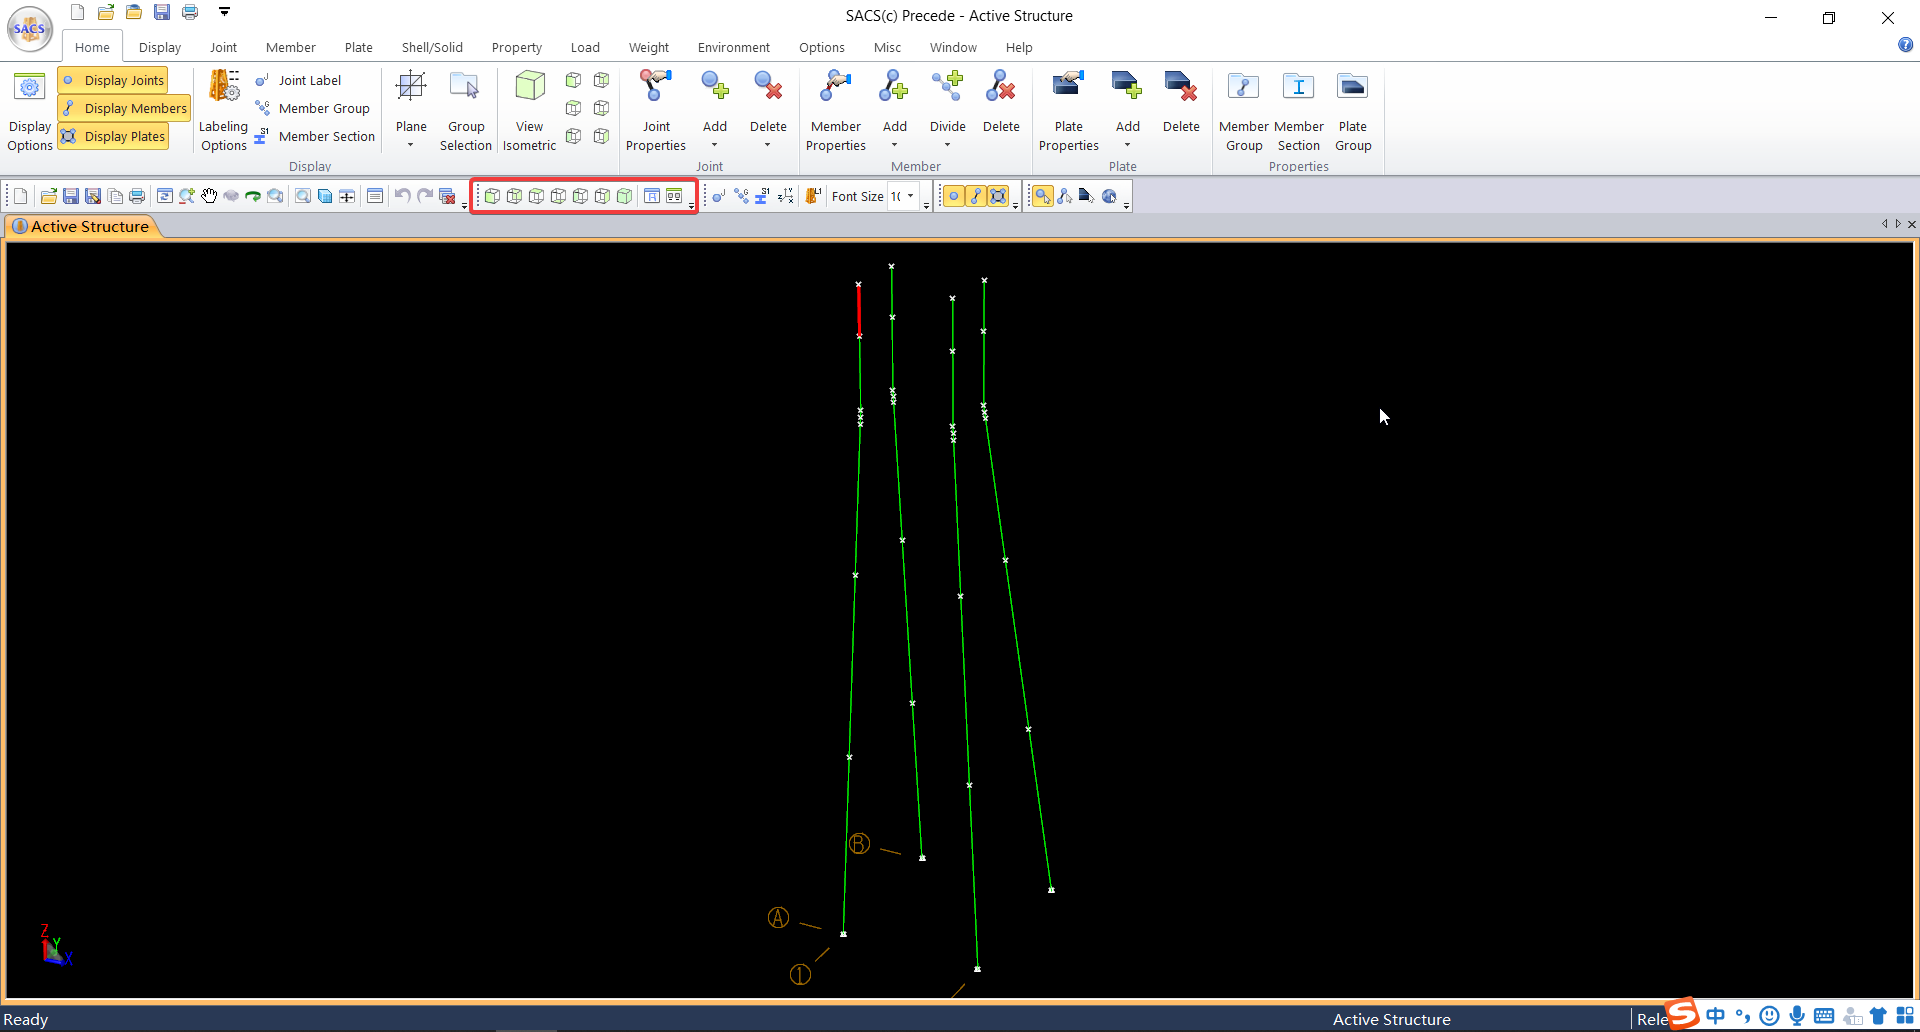 SACS(c) Precede - Active Structure
SACS
Home Display Joint Member Plate Shell/Solid Property Load Weight Environment Options Misc Window Help
Display Options
Display Joints
Display Members
Display Plates
Labeling Options
Joint Label
Member Group
Member Section
Display
Plane
Group Selection
View Isometric
Joint Properties
Add
Delete
Joint
Member Properties
Add
Divide
Delete
Member
Plate Properties
Add
Delete
Plate
Member Group
Member Section
Plate Group
Properties
Font Size
Active Structure
B
A
1
Z
Y
X
Ready
Active Structure
Rele
中